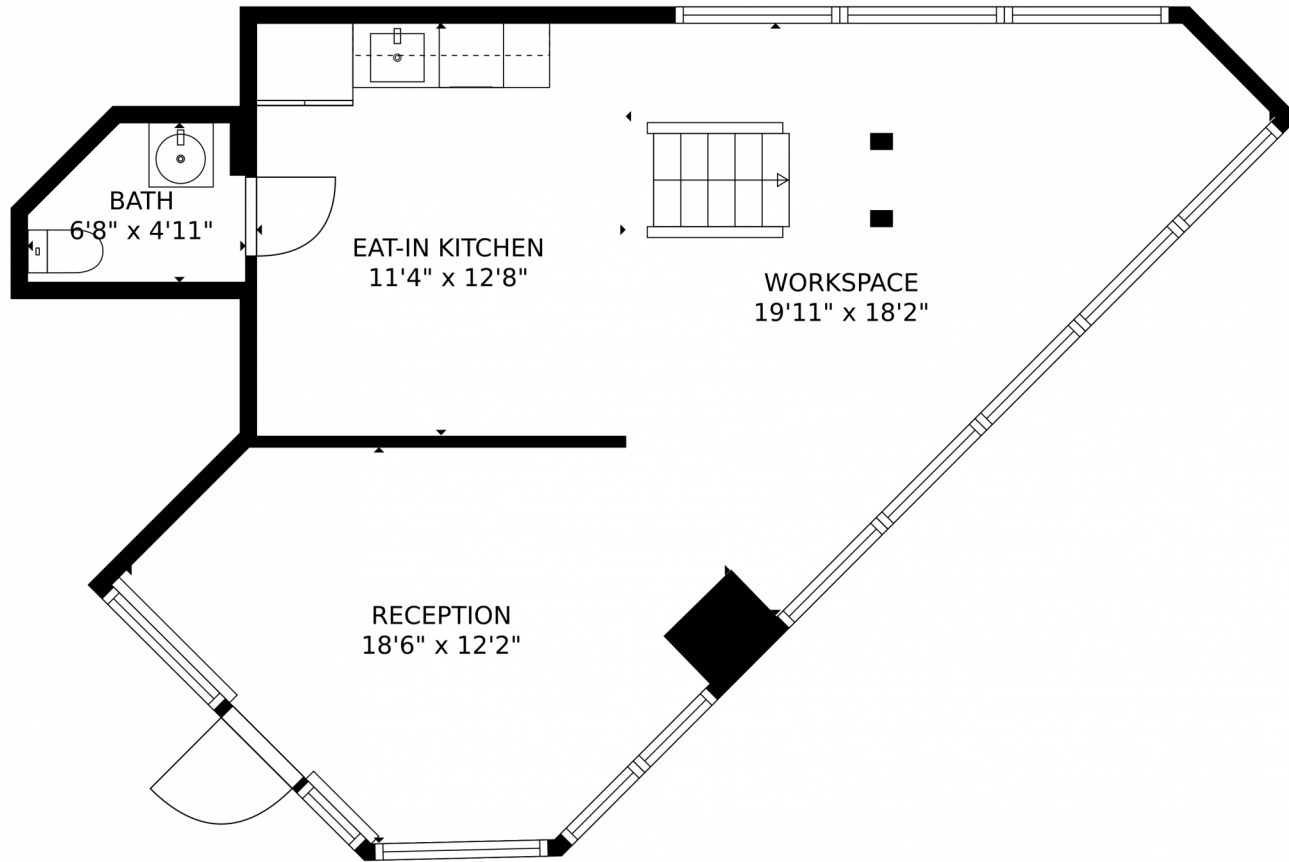 BATH
6'8" x 4'11"
EAT-IN KITCHEN
11'4" x 12'8"
WORKSPACE
19'11" x 18'2"
RECEPTION
18'6" x 12'2"